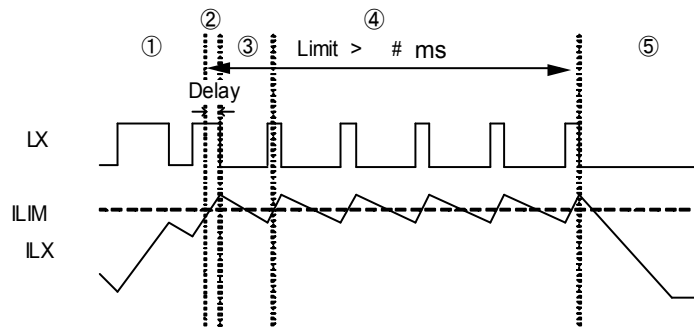 ②
① ③ ④ ⑤
Limit > # ms
Delay
LX
ILIM
ILX